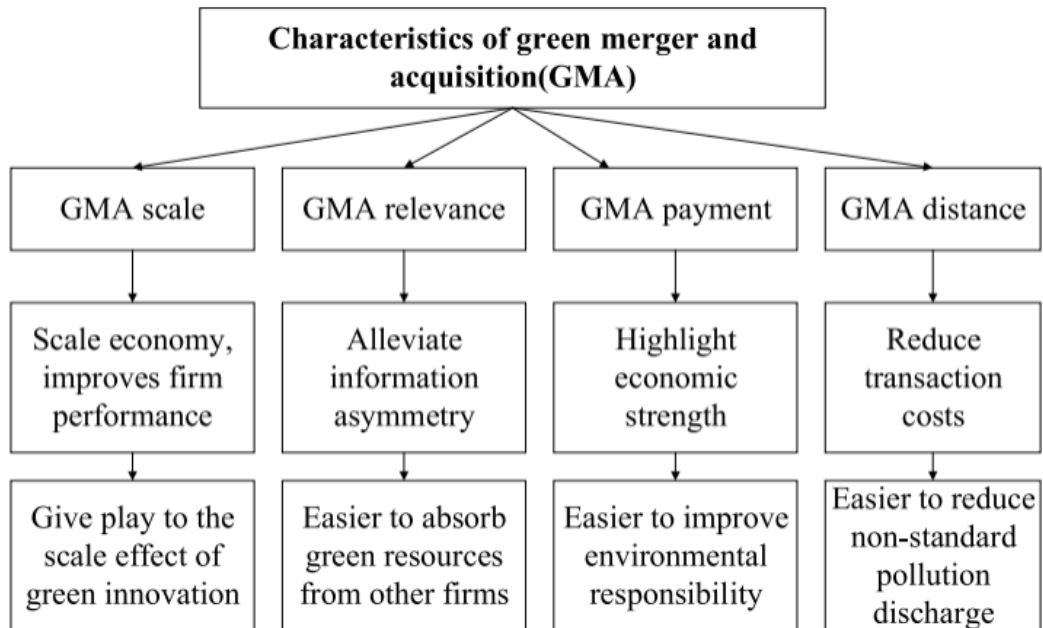 Characteristics of green merger and
acquisition(GMA)
GMA scale
GMA relevance
GMA payment
GMA distance
Scale economy,
improves firm
performance
Alleviate
information
asymmetry
Highlight
economic
strength
Reduce
transaction
costs
Give play to the
scale effect of
green innovation
Easier to absorb
green resources
from other firms
Easier to improve
environmental
responsibility
Easier to reduce
non-standard
pollution
discharge